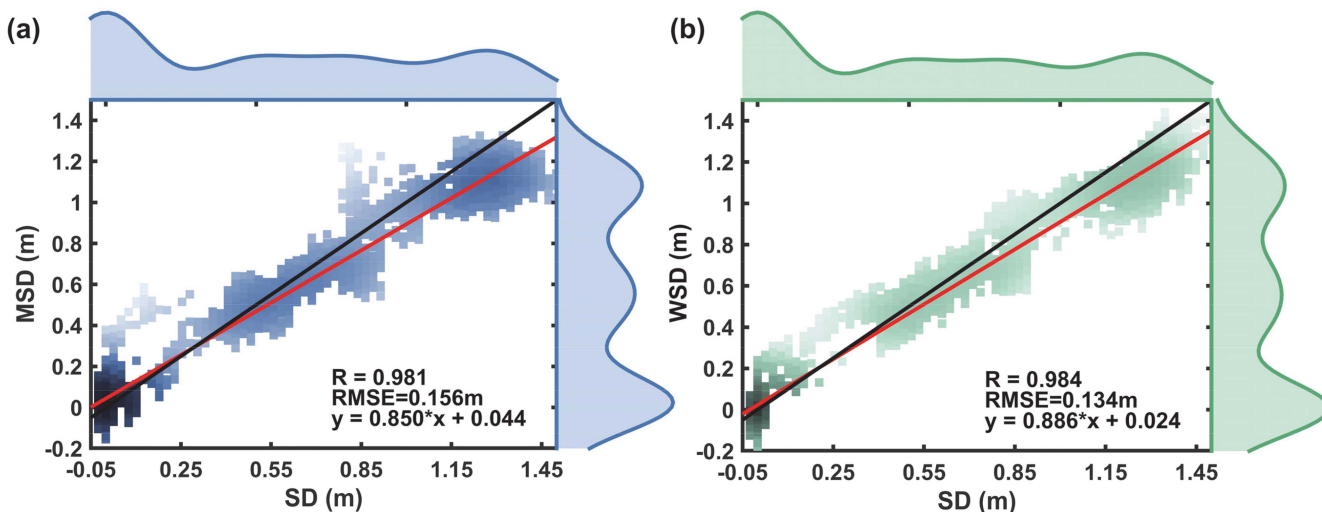 (a)
MSD (m)
1.4
1.2
1
0.8
0.6
0.4
0.2
0
-0.2
R = 0.981
RMSE=0.156m
y = 0.850*x + 0.044
-0.05 0.25 0.55 0.85 1.15 1.45
SD (m)
(b)
WSD (m)
1.4
1.2
1
0.8
0.6
0.4
0.2
0
-0.2
R = 0.984
RMSE=0.134m
y = 0.886*x + 0.024
-0.05 0.25 0.55 0.85 1.15 1.45
SD (m)